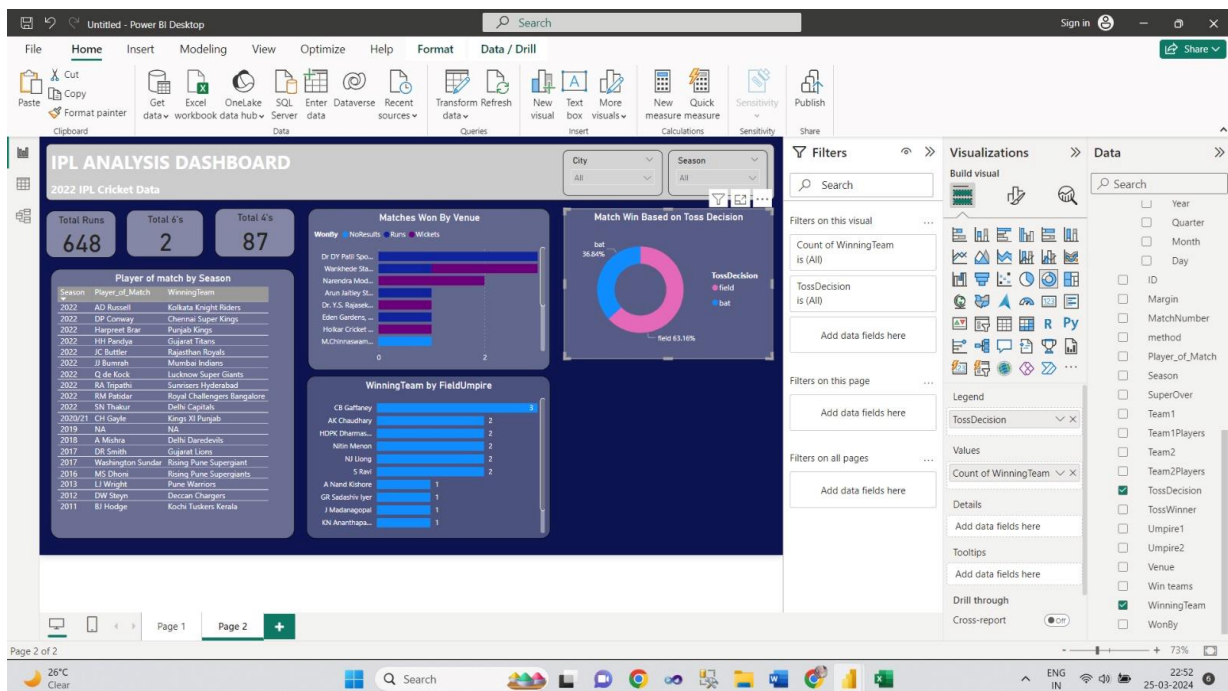 Untitled - Power BI Desktop
Search
Sign in
File Home Insert Modeling View Optimize Help Format Data / Drill
Share
Paste
Cut
Copy
Format painter
Get data
Excel workbook
OneLake data hub
SQL Server
Enter data
Dataverse
Recent sources
Transform data
Refresh
New visual
Text box
More visuals
New measure
Quick measure
Sensitivity
Publish
Clipboard
Data
Queries
Insert
Calculations
Sensitivity
Share
IPL ANALYSIS DASHBOARD
2022 IPL Cricket Data
City
All
Season
All
Total Runs
648
Total 6's
2
Total 4's
87
Player of match by Season
Season Player_of_Match WinningTeam
2022 AD Russell Kolkata Knight Riders
2022 DP Conway Chennai Super Kings
2022 Harpreet Brar Punjab Kings
2022 HH Pandya Gujarat Titans
2022 JC Buttler Rajasthan Royals
2022 JJ Bumrah Mumbai Indians
2022 Q de Kock Lucknow Super Giants
2022 RA Tripathi Sunrisers Hyderabad
2022 RM Patidar Royal Challengers Bangalore
2022 SN Thakur Delhi Capitals
2020/21 CH Gayle Kings XI Punjab
2019 NA NA
2018 A Mishra Delhi Daredevils
2017 DR Smith Gujarat Lions
2017 Washington Sundar Rising Pune Supergiant
2016 MS Dhoni Rising Pune Supergiants
2013 LJ Wright Pune Warriors
2012 DW Steyn Deccan Chargers
2011 BJ Hodge Kochi Tuskers Kerala
Matches Won By Venue
WonBy NoResults Runs Wickets
Dr DY Patil Spo...
Wankhede Sta...
Narendra Mod...
Arun Jaitley St...
Dr. Y.S. Rajasek...
Eden Gardens, ...
Holkar Cricket ...
M.Chinnaswam...
0 2
WinningTeam by FieldUmpire
CB Gaffaney 3
AK Chaudhary 2
HDPK Dharmas... 2
Nitin Menon 2
NJ Llong 2
S Ravi 2
A Nand Kishore 1
GR Sadashiv Iyer 1
J Madanagopal 1
KN Ananthapa... 1
Match Win Based on Toss Decision
bat
36.84%
field 63.16%
TossDecision
field
bat
Filters
Search
Filters on this visual ...
Count of WinningTeam
is (All)
TossDecision
is (All)
Add data fields here
Filters on this page ...
Add data fields here
Filters on all pages ...
Add data fields here
Visualizations
Build visual
R Py
...
Legend
TossDecision
Values
Count of WinningTeam
Details
Add data fields here
Tooltips
Add data fields here
Drill through
Cross-report
Off
Data
Search
Year
Quarter
Month
Day
ID
Margin
MatchNumber
method
Player_of_Match
Season
SuperOver
Team1
Team1Players
Team2
Team2Players
TossDecision
TossWinner
Umpire1
Umpire2
Venue
Win teams
WinningTeam
WonBy
Page 1
Page 2
+
Page 2 of 2
- + 73%
26°C
Clear
Search
ENG
IN
22:52
25-03-2024
6